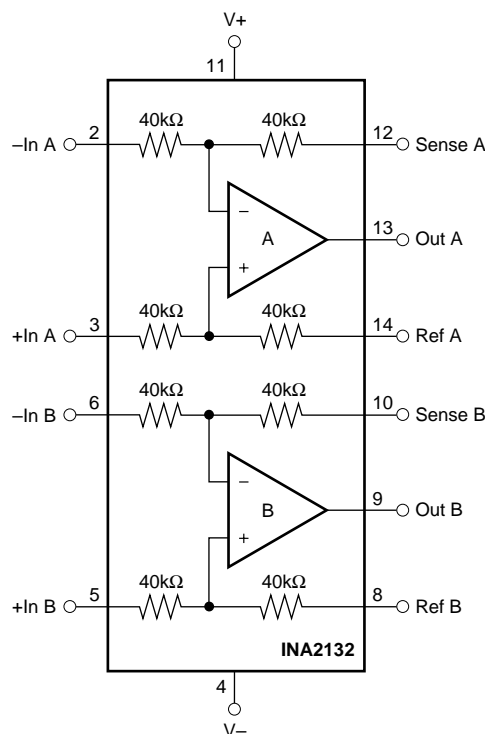 V+
11
40kΩ 40kΩ
–In A 2 12 Sense A
–
A 13 Out A
+
40kΩ 40kΩ
+In A 3 14 Ref A
40kΩ 40kΩ
–In B 6 10 Sense B
–
B 9 Out B
+
40kΩ 40kΩ
+In B 5 8 Ref B
INA2132
4
V–